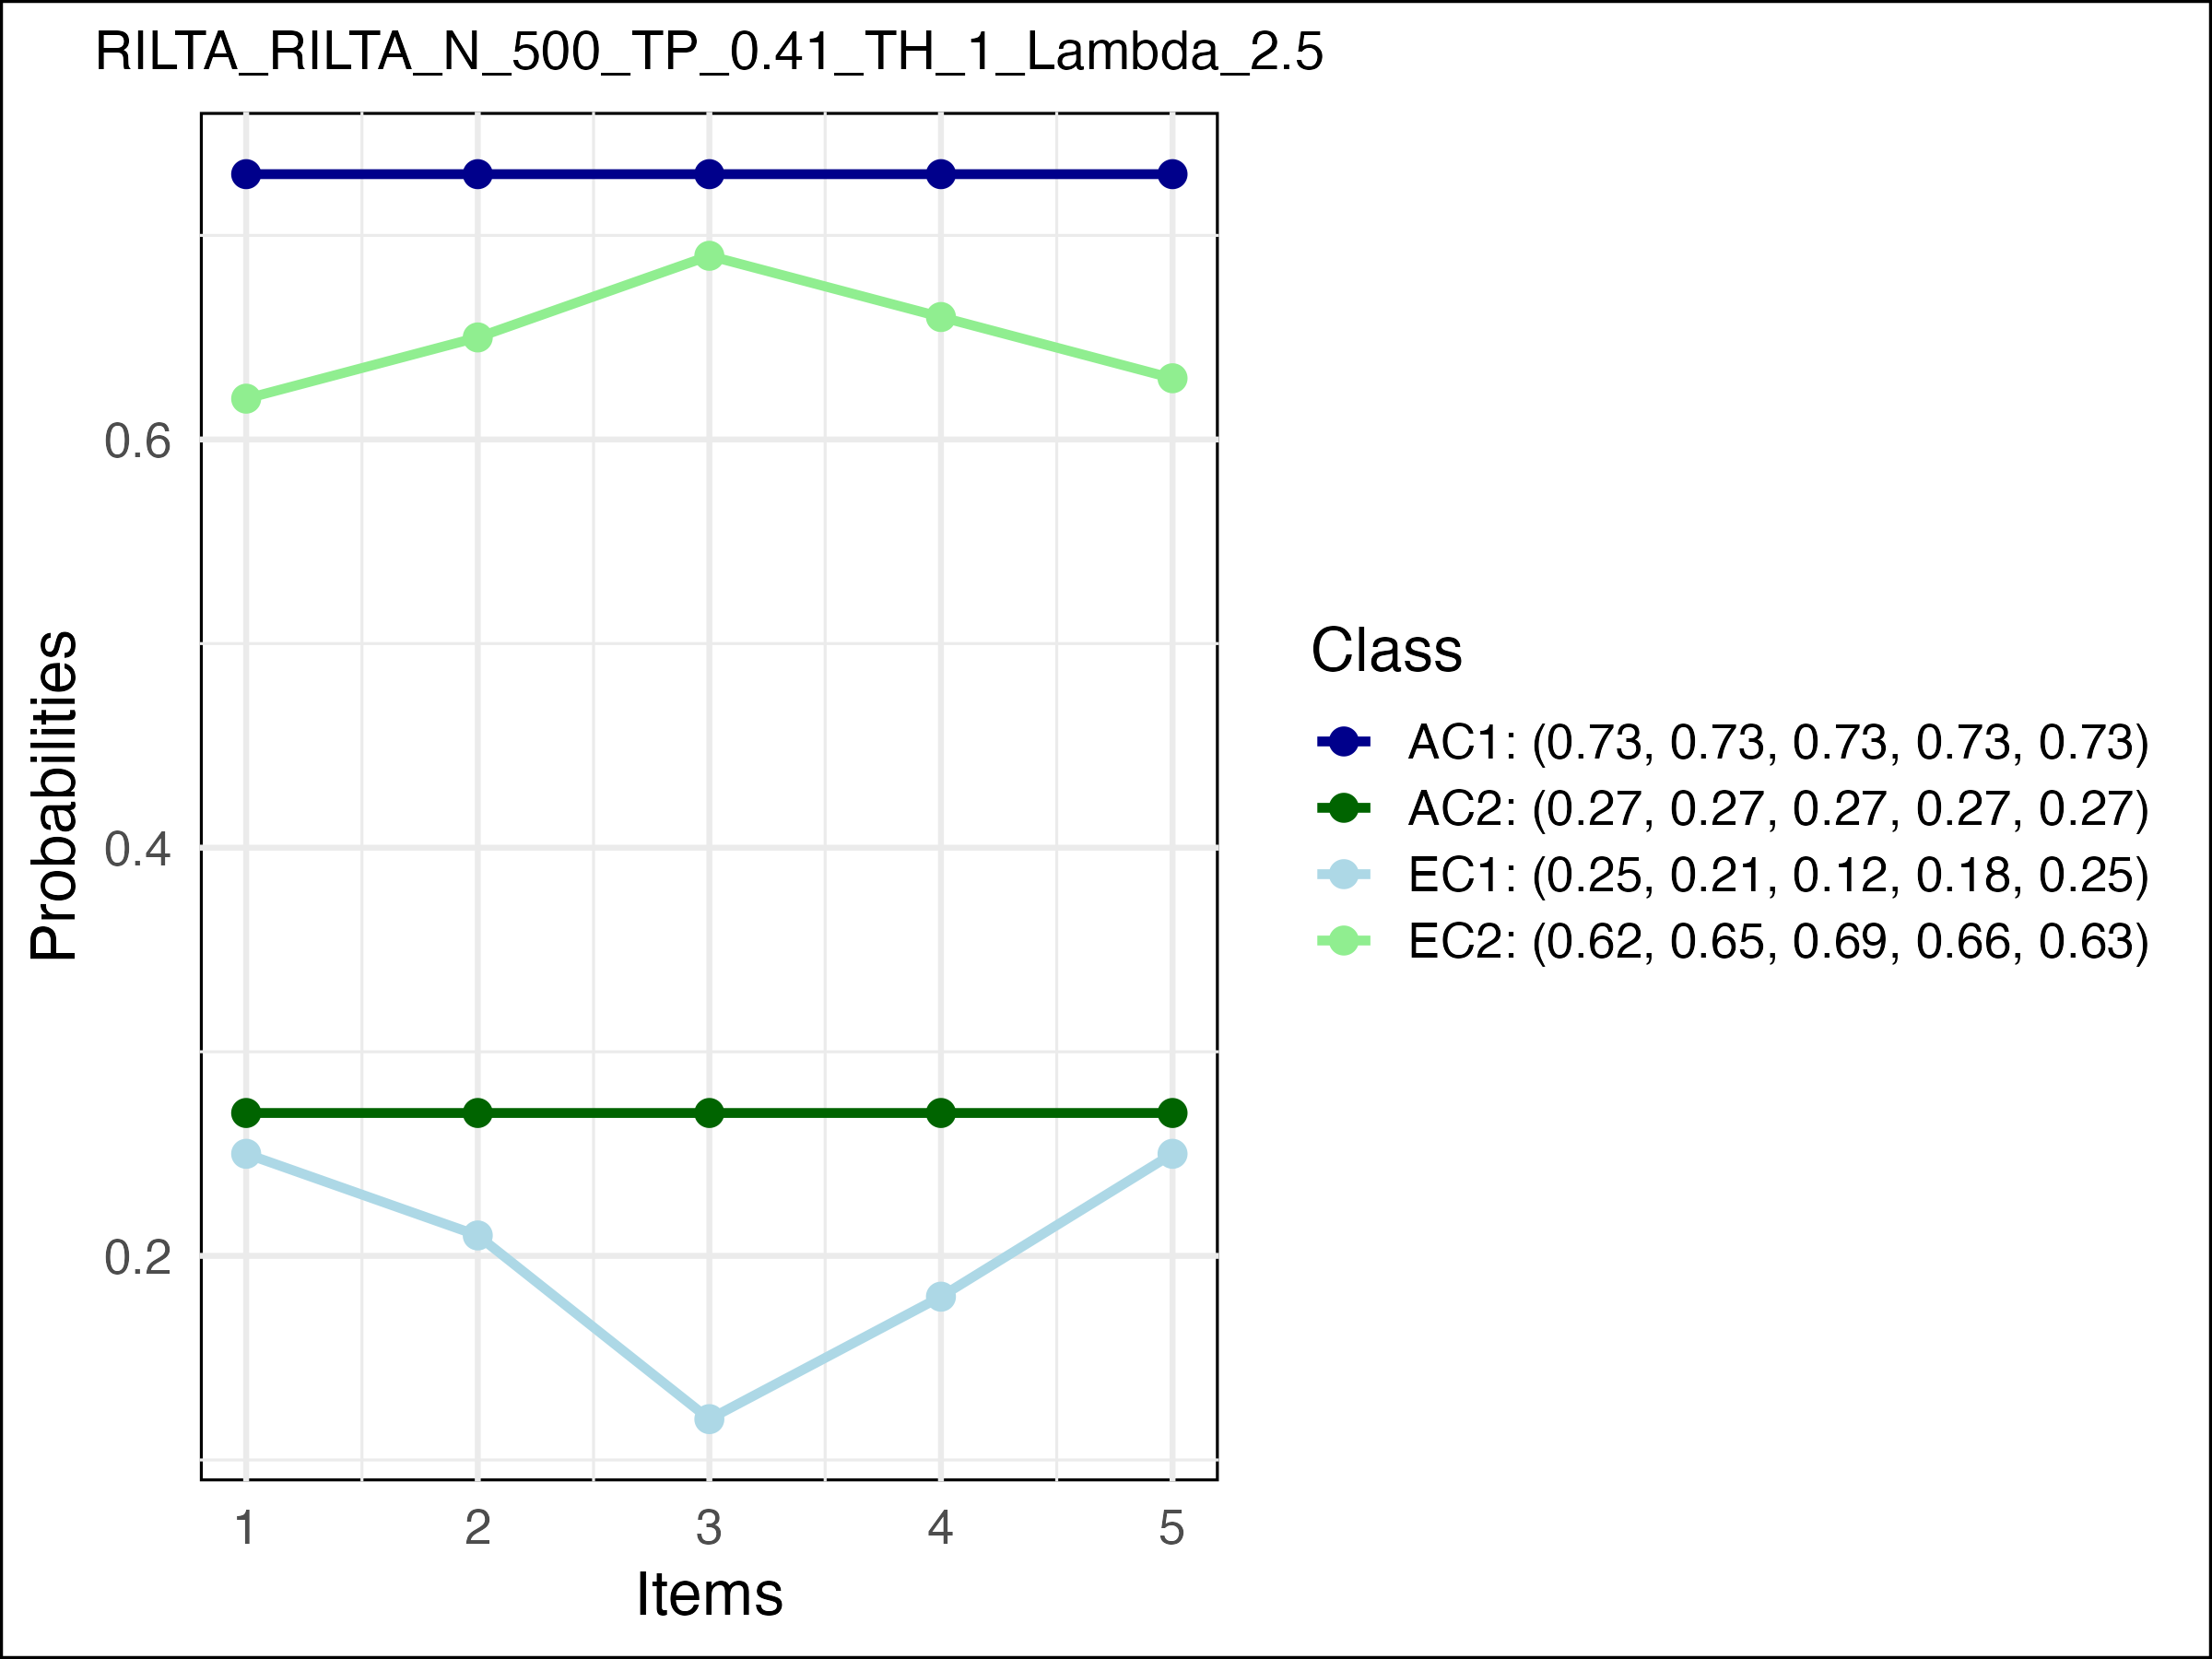 RILTA_RILTA_N_500_TP_0.41_TH_1_Lambda_2.5
Probabilities
0.6
0.4
0.2
1 2 3 4 5
Items
Class
AC1: (0.73, 0.73, 0.73, 0.73, 0.73)
AC2: (0.27, 0.27, 0.27, 0.27, 0.27)
EC1: (0.25, 0.21, 0.12, 0.18, 0.25)
EC2: (0.62, 0.65, 0.69, 0.66, 0.63)